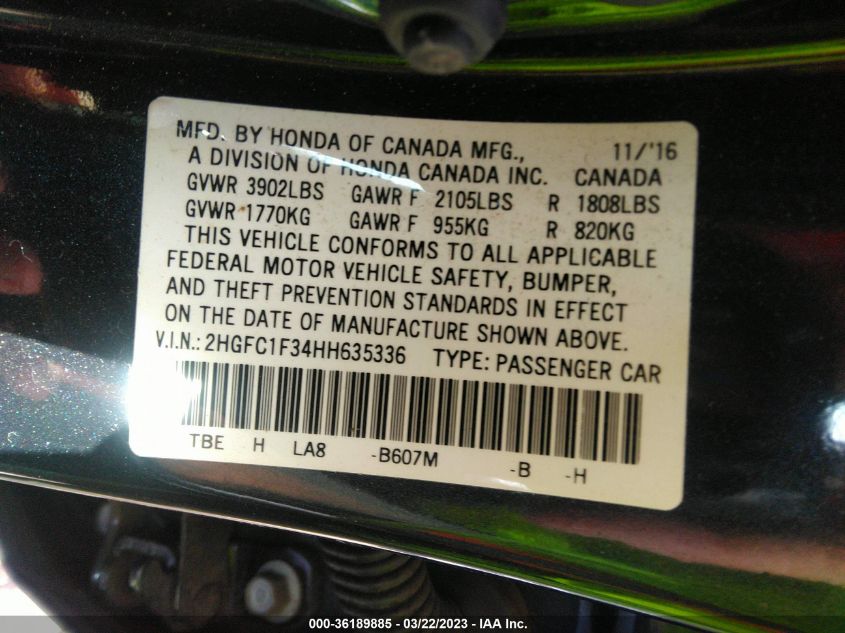 MFD. BY HONDA OF CANADA MFG., 11/'16
A DIVISION OF HONDA CANADA INC. CANADA
GVWR 3902LBS GAWR F 2105LBS R 1808LBS
GVWR 1770KG GAWR F 955KG R 820KG
THIS VEHICLE CONFORMS TO ALL APPLICABLE
FEDERAL MOTOR VEHICLE SAFETY, BUMPER,
AND THEFT PREVENTION STANDARDS IN EFFECT
ON THE DATE OF MANUFACTURE SHOWN ABOVE.
V.I.N.: 2HGFC1F34HH635336 TYPE: PASSENGER CAR
TBE H LA8 -B607M -B -H
000-36189885 - 03/22/2023 - IAA Inc.